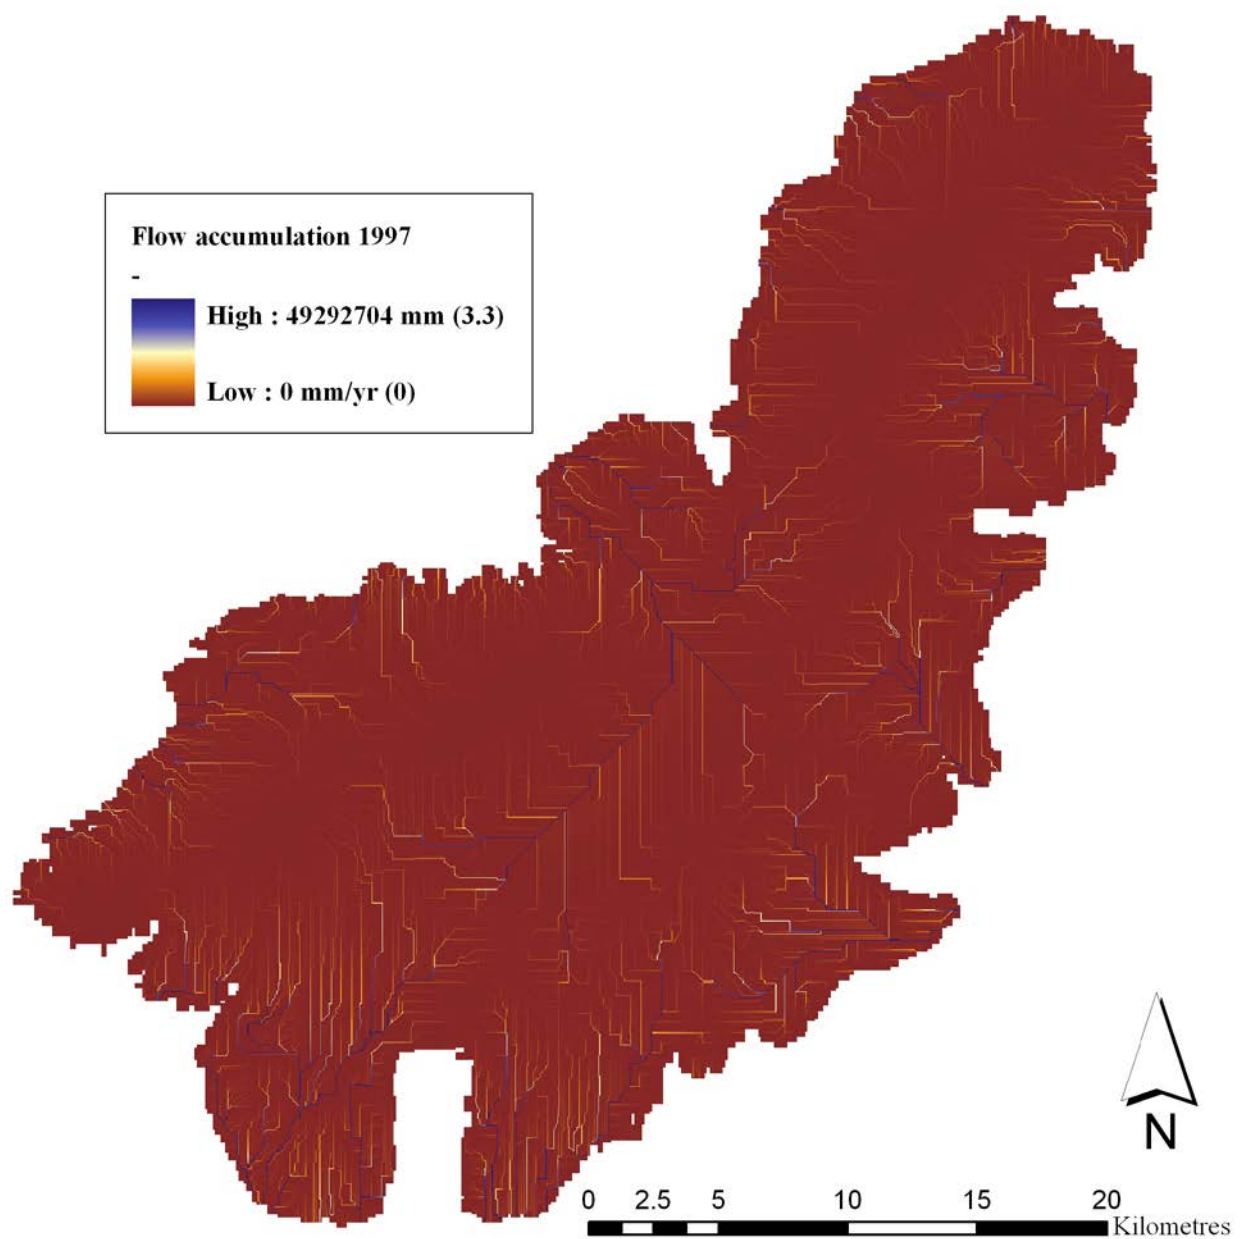 Flow accumulation 1997
-
High : 49292704 mm (3.3)
Low : 0 mm/yr (0)
N
0 2.5 5 10 15 20
Kilometres